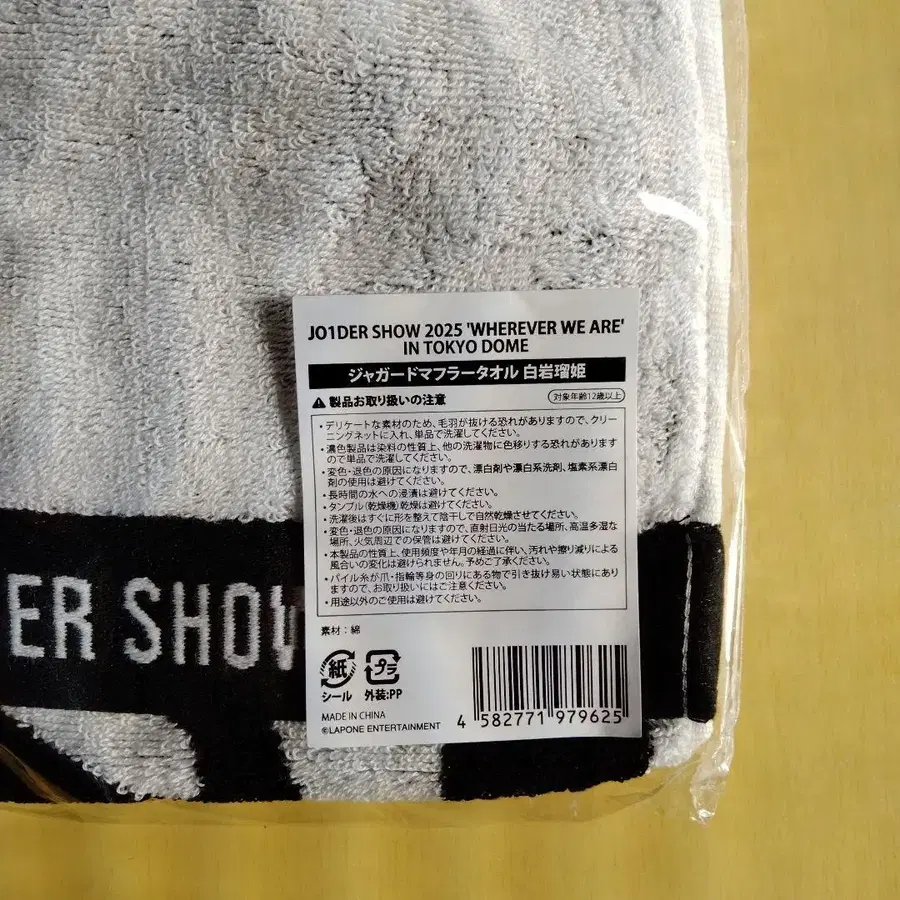 JO1DER SHOW 2025 'WHEREVER WE ARE'
IN TOKYO DOME
ジャガードマフラータオル 白岩瑠姫
製品お取り扱いの注意
対象年齢12歳以上
・デリケートな素材のため、毛羽が抜ける恐れがありますので、クリー
ニングネットに入れ、単品で洗濯してください。
・濃色製品は染料の性質上、他の洗濯物に色移りする恐れがあります
ので単品で洗濯してください。
・変色・退色の原因になりますので、漂白剤や漂白系洗剤、塩素系漂白
剤の使用は避けてください。
・長時間の水への浸漬は避けてください。
・タンブル(乾燥機)乾燥は避けてください。
・洗濯後はすぐに形を整えて陰干しで自然乾燥させてください。
・変色・退色の原因になりますので、直射日光の当たる場所、高温多湿な
場所、火気周辺での保管は避けてください。
・本製品の性質上、使用頻度や年月の経過に伴い、汚れや擦り減りによる
風合いの変化は避けられません。予めご了承ください。
・パイル糸が爪・指輪等身の回りにある物で引き抜け易い状態にあり
ますので、お取り扱いにはご注意ください。
・用途以外のご使用は避けてください。
素材：綿
紙
プラ
シール
外装:PP
MADE IN CHINA
©LAPONE ENTERTAINMENT
4 582771 979625
ER SHOW